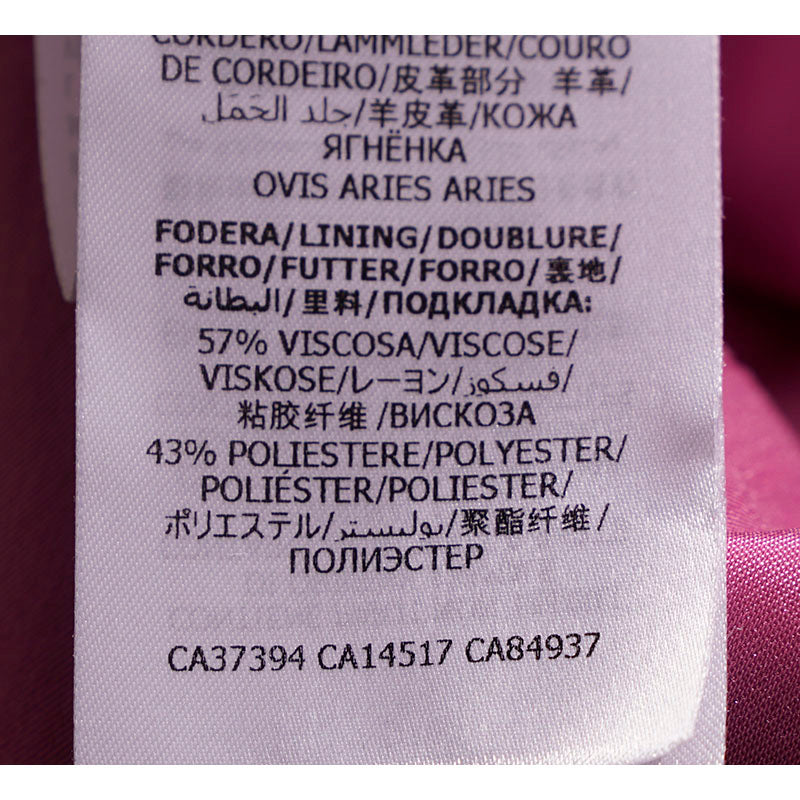 CORDERO/LAMMLEDER/COURO
DE CORDEIRO/皮革部分 羊革/
جلد الحَمَل/羊皮革/КОЖА
ЯГНЁНКА
OVIS ARIES ARIES
FODERA/LINING/DOUBLURE/
FORRO/FUTTER/FORRO/裏地/
البطانة/里料/ПОДКЛАДКА:
57% VISCOSA/VISCOSE/
VISKOSE/レーヨン/فسكوز/
粘胶纤维 /ВИСКОЗА
43% POLIESTERE/POLYESTER/
POLIÉSTER/POLIESTER/
ポリエステル/بوليستر/聚酯纤维/
ПОЛИЭСТЕР
CA37394 CA14517 CA84937